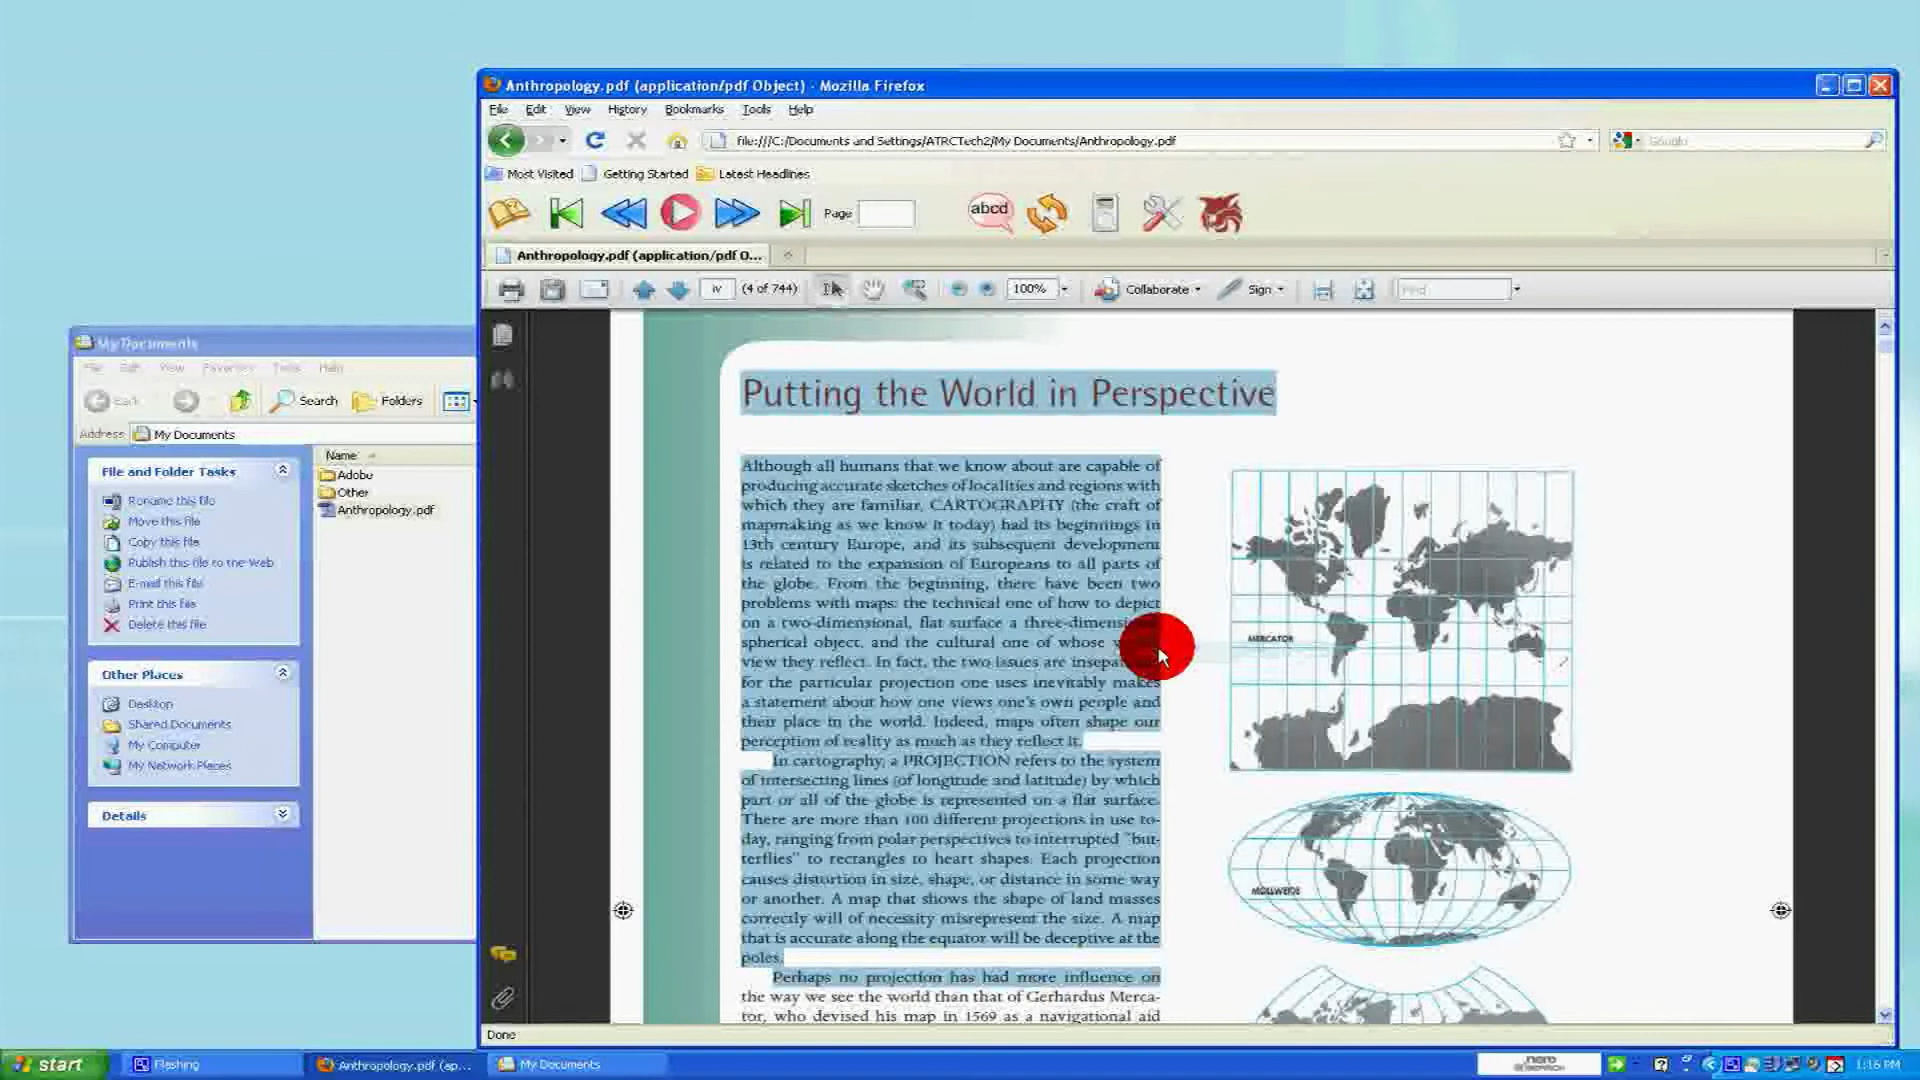 Anthropology.pdf (application/pdf Object) - Mozilla Firefox
File Edit View History Bookmarks Tools Help
file:///C:/Documents and Settings/ATRCTech2/My Documents/Anthropology.pdf
Google
Most Visited Getting Started Latest Headlines
Page
abcd
Anthropology.pdf (application/pdf O...
iv (4 of 744) 100% Collaborate Sign Find
My Documents
File Edit View Favorites Tools Help
Back Search Folders
Address My Documents
File and Folder Tasks
Rename this file
Move this file
Copy this file
Publish this file to the Web
E-mail this file
Print this file
Delete this file
Other Places
Desktop
Shared Documents
My Computer
My Network Places
Details
Name
Adobe
Other
Anthropology.pdf
Putting the World in Perspective
Although all humans that we know about are capable of
producing accurate sketches of localities and regions with
which they are familiar, CARTOGRAPHY (the craft of
mapmaking as we know it today) had its beginnings in
13th century Europe, and its subsequent development
is related to the expansion of Europeans to all parts of
the globe. From the beginning, there have been two
problems with maps: the technical one of how to depict
on a two-dimensional, flat surface a three-dimensional
spherical object, and the cultural one of whose
view they reflect. In fact, the two issues are
for the particular projection one uses inevitably makes
a statement about how one views one's own people and
their place in the world. Indeed, maps often shape our
perception of reality as much as they reflect it.
In cartography, a PROJECTION refers to the system
of intersecting lines (of longitude and latitude) by which
part or all of the globe is represented on a flat surface.
There are more than 100 different projections in use to-
day, ranging from polar perspectives to interrupted "but-
terflies" to rectangles to heart shapes. Each projection
causes distortion in size, shape, or distance in some way
or another. A map that shows the shape of land masses
correctly will of necessity misrepresent the size. A map
that is accurate along the equator will be deceptive at the
poles.
Perhaps no projection has had more influence on
the way we see the world than that of Gerhardus Merca-
tor, who devised his map in 1569 as a navigational aid
MERCATOR
MOLLWEIDE
Done
start
Flashing
Anthropology.pdf (ap...
My Documents
1:16 PM